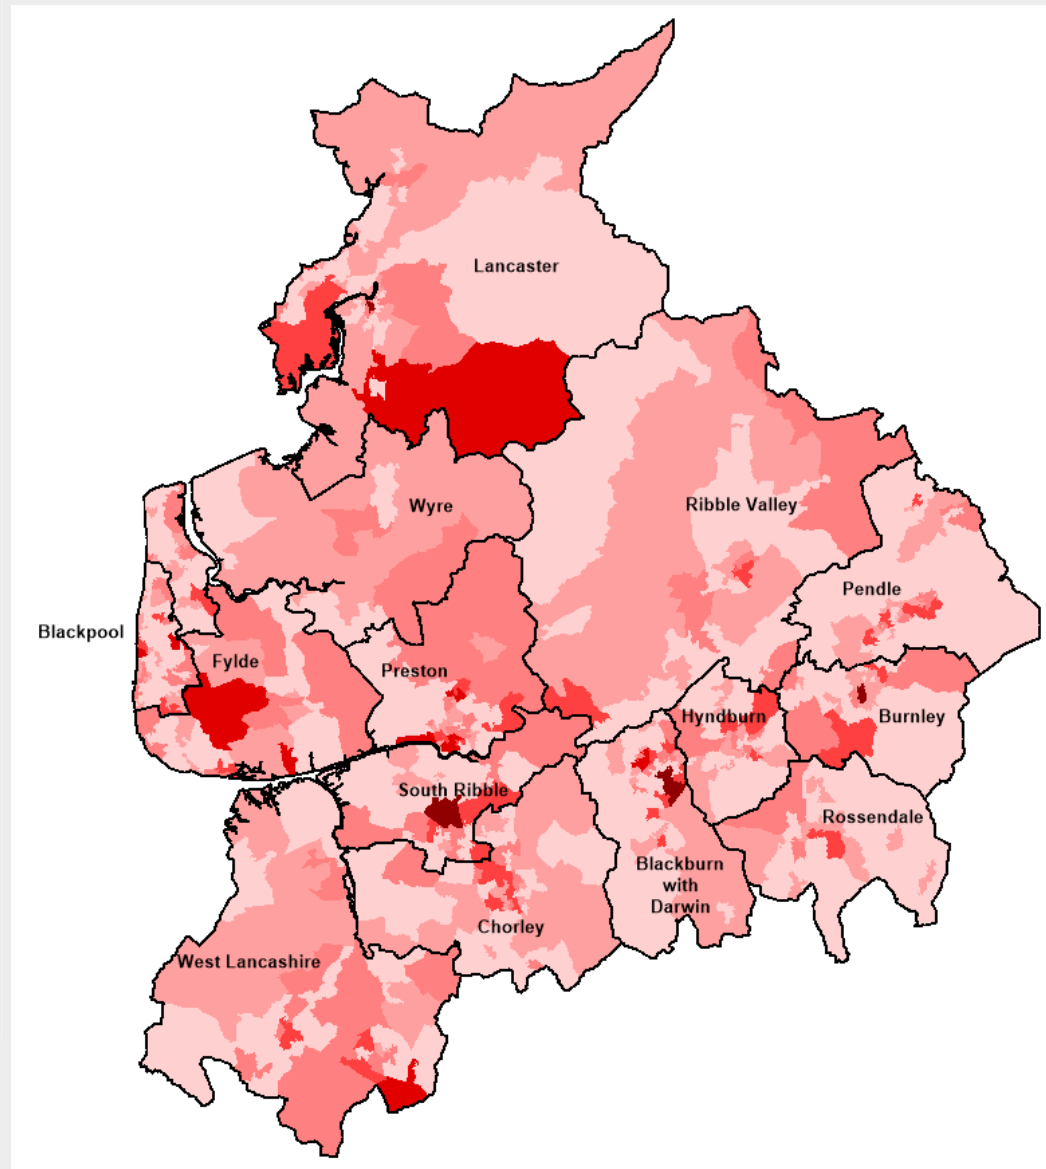 Lancaster
Wyre
Ribble Valley
Pendle
Blackpool
Fylde
Preston
Hyndburn
Burnley
South Ribble
Rossendale
Blackburn
with
Darwin
Chorley
West Lancashire